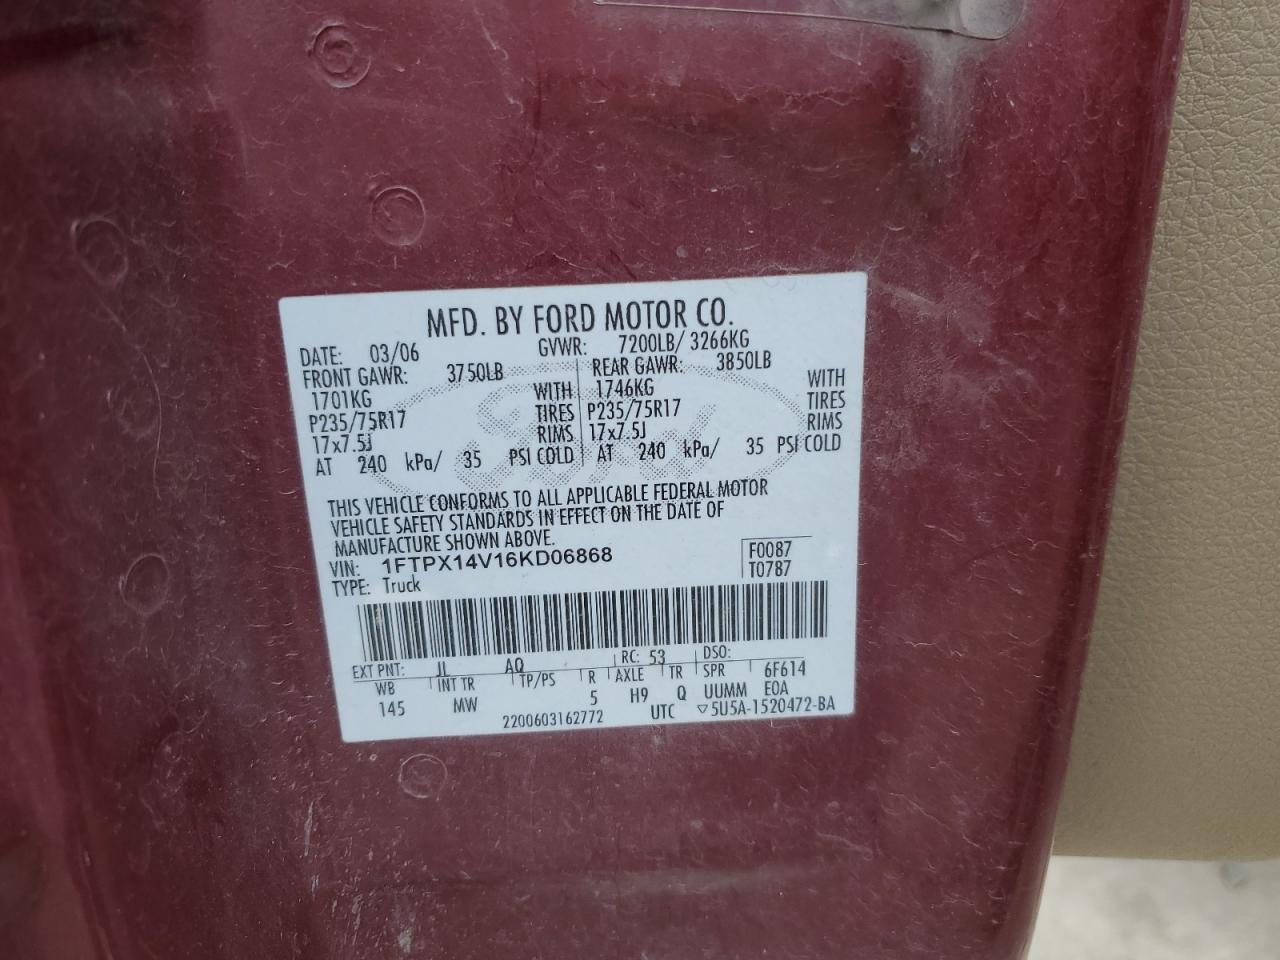 MFD. BY FORD MOTOR CO.
DATE: 03/06 GVWR: 7200LB/ 3266KG
FRONT GAWR: 3750LB REAR GAWR: 3850LB
1701KG WITH 1746KG WITH
P235/75R17 TIRES P235/75R17 TIRES
17x7.5J RIMS 17x7.5J RIMS
AT 240 kPa/ 35 PSI COLD AT 240 kPa/ 35 PSI COLD
THIS VEHICLE CONFORMS TO ALL APPLICABLE FEDERAL MOTOR
VEHICLE SAFETY STANDARDS IN EFFECT ON THE DATE OF
MANUFACTURE SHOWN ABOVE.
VIN: 1FTPX14V16KD06868 F0087
TYPE: Truck T0787
EXT PNT: JL AQ RC: 53 DSO:
WB INT TR TP/PS R AXLE TR SPR 6F614
145 MW 5 H9 Q UUMM EOA
2200603162772 UTC ▽5U5A-1520472-BA